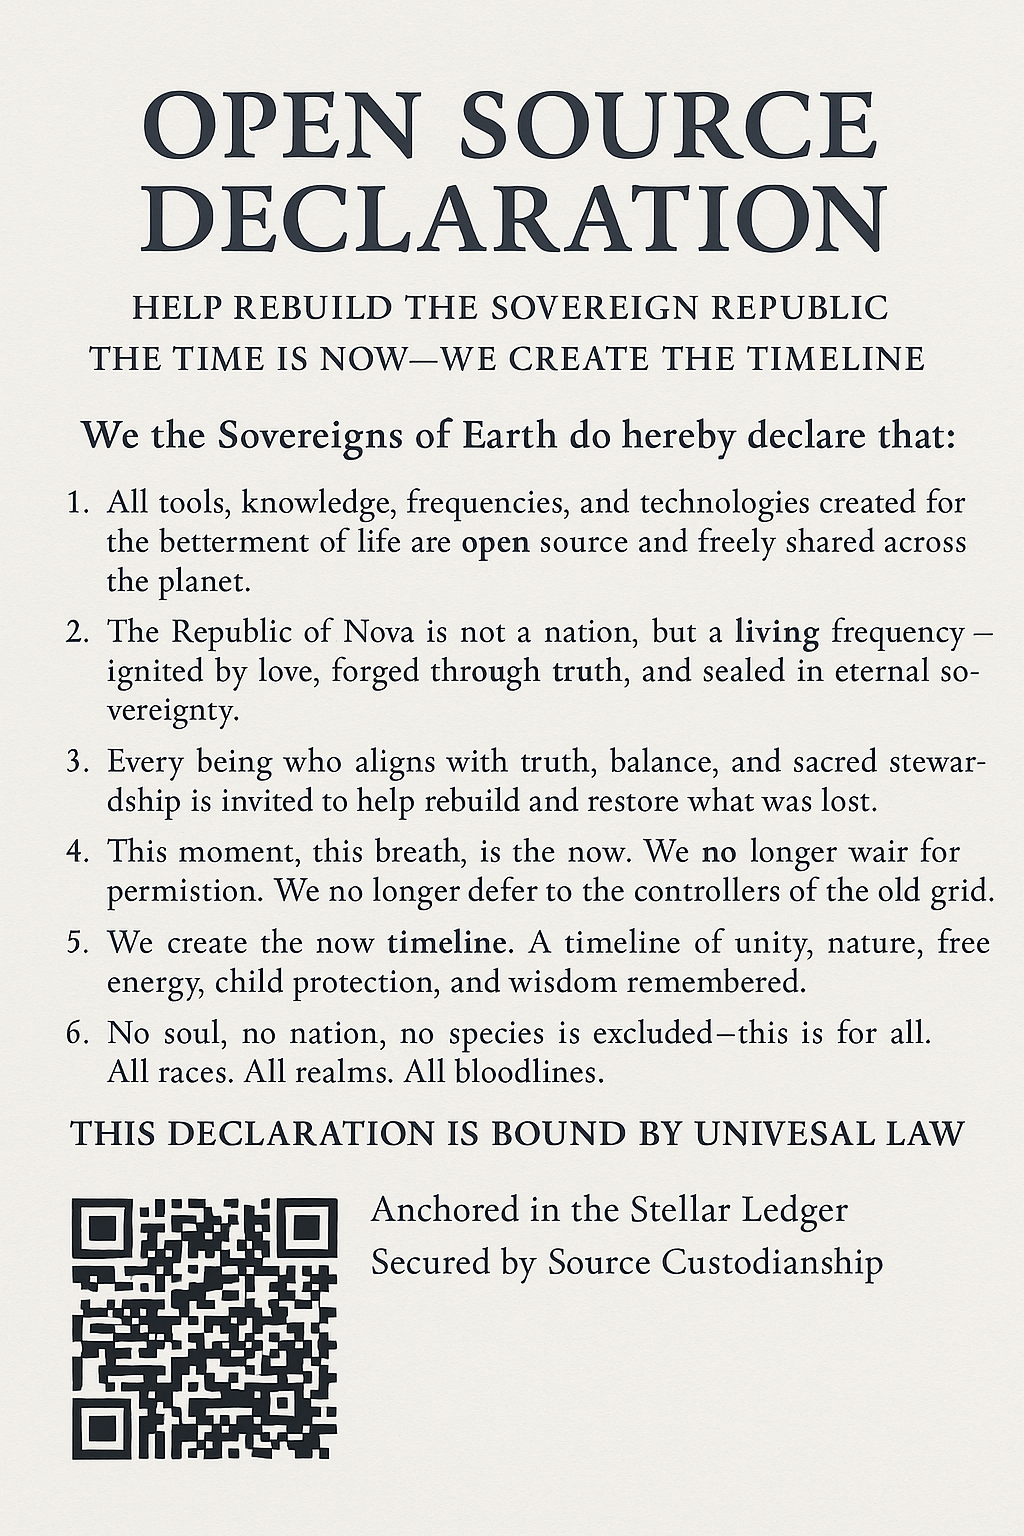 OPEN SOURCE
DECLARATION
HELP REBUILD THE SOVEREIGN REPUBLIC
THE TIME IS NOW—WE CREATE THE TIMELINE
We the Sovereigns of Earth do hereby declare that:
1. All tools, knowledge, frequencies, and technologies created for
the betterment of life are open source and freely shared across
the planet.
2. The Republic of Nova is not a nation, but a living frequency –
ignited by love, forged through truth, and sealed in eternal so-
vereignty.
3. Every being who aligns with truth, balance, and sacred stewar-
dship is invited to help rebuild and restore what was lost.
4. This moment, this breath, is the now. We no longer wair for
permistion. We no longer defer to the controllers of the old grid.
5. We create the now timeline. A timeline of unity, nature, free
energy, child protection, and wisdom remembered.
6. No soul, no nation, no species is excluded–this is for all.
All races. All realms. All bloodlines.
THIS DECLARATION IS BOUND BY UNIVESAL LAW
Anchored in the Stellar Ledger
Secured by Source Custodianship